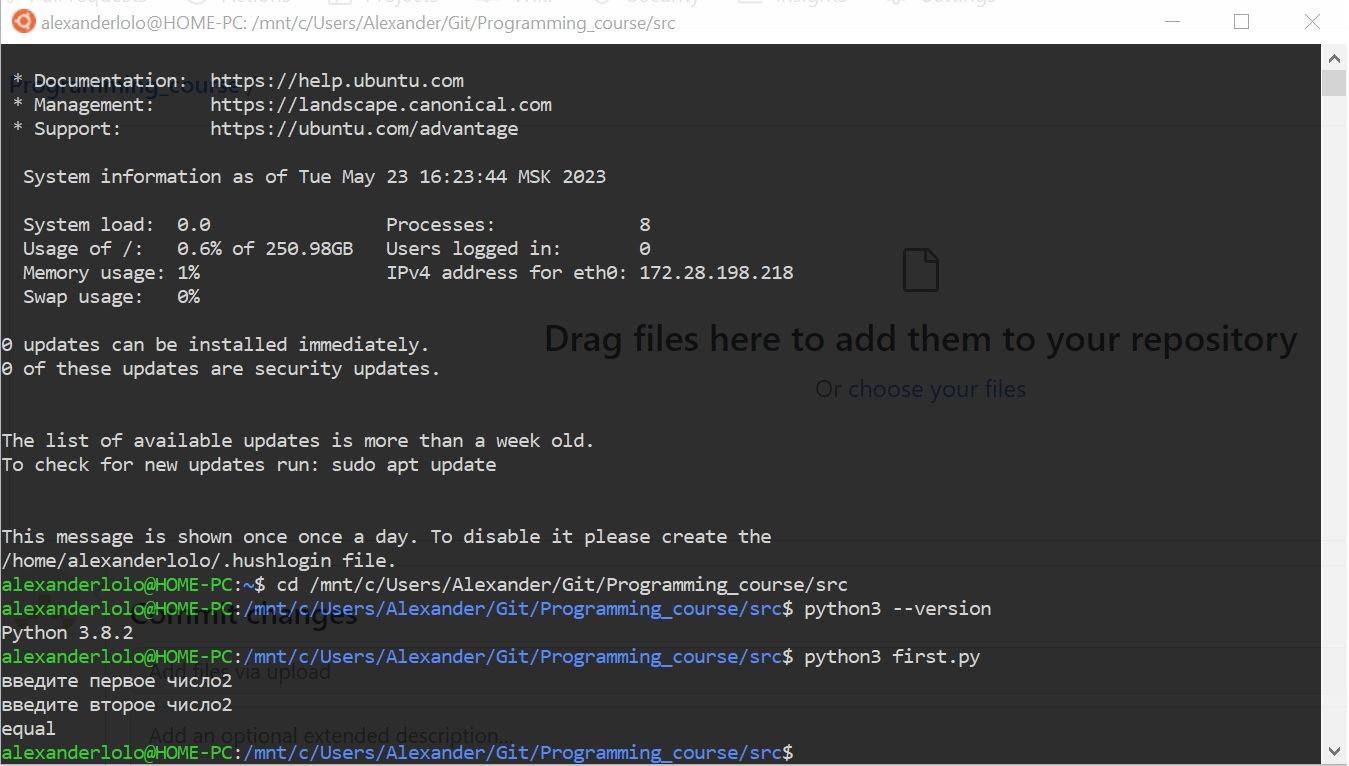 alexanderlolo@HOME-PC: /mnt/c/Users/Alexander/Git/Programming_course/src
* Documentation:  https://help.ubuntu.com
Programming_course
* Management:     https://landscape.canonical.com
* Support:        https://ubuntu.com/advantage
System information as of Tue May 23 16:23:44 MSK 2023
System load:  0.0                Processes:             8
Usage of /:   0.6% of 250.98GB   Users logged in:       0
Memory usage: 1%                 IPv4 address for eth0: 172.28.198.218
Swap usage:   0%
Drag files here to add them to your repository
Or choose your files
0 updates can be installed immediately.
0 of these updates are security updates.
The list of available updates is more than a week old.
To check for new updates run: sudo apt update
This message is shown once once a day. To disable it please create the
/home/alexanderlolo/.hushlogin file.
alexanderlolo@HOME-PC:~$ cd /mnt/c/Users/Alexander/Git/Programming_course/src
alexanderlolo@HOME-PC:/mnt/c/Users/Alexander/Git/Programming_course/src$ python3 --version
Commit changes
Python 3.8.2
alexanderlolo@HOME-PC:/mnt/c/Users/Alexander/Git/Programming_course/src$ python3 first.py
Add files via upload
введите первое число2
введите второе число2
equal
Add an optional extended description...
alexanderlolo@HOME-PC:/mnt/c/Users/Alexander/Git/Programming_course/src$